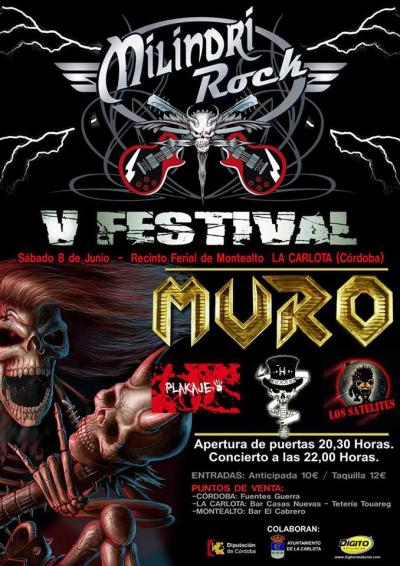 MILINDRI
ROCK
V FESTIVAL
Sábado 8 de Junio - Recinto Ferial de Montealto LA CARLOTA (Córdoba)
MURO
PLAKAJE
H
LOS SATELITES
Apertura de puertas 20,30 Horas.
Concierto a las 22,00 Horas.
ENTRADAS: Anticipada 10€ / Taquilla 12€
PUNTOS DE VENTA:
-CÓRDOBA: Fuentes Guerra
-LA CARLOTA: Bar Casas Nuevas - Tetería Touareg
-MONTEALTO: Bar El Cabrero
COLABORAN:
Diputación
de Córdoba
AYUNTAMIENTO
DE LA CARLOTA
DIGITO
www.digitorotulacion.com